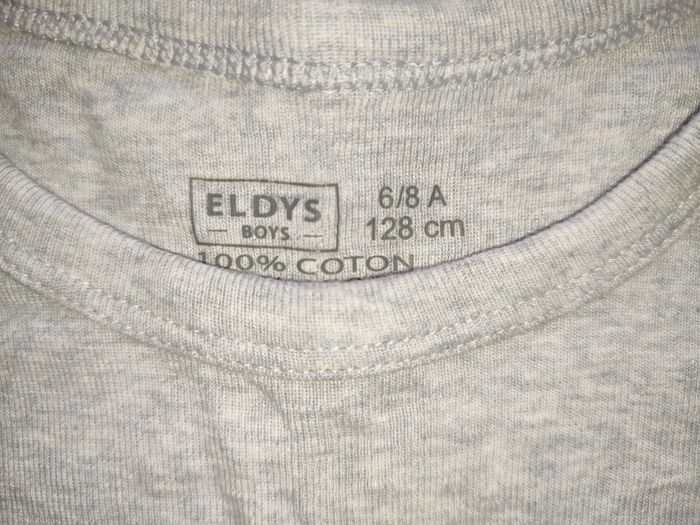 ELDYS
— BOYS —
6/8 A
128 cm
100% COTON